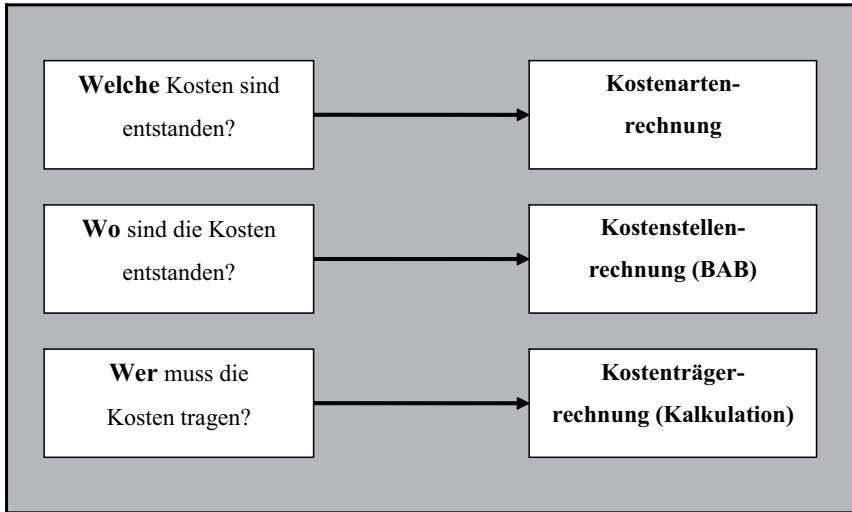 Welche Kosten sind
entstanden?
Kostenarten-
rechnung
Wo sind die Kosten
entstanden?
Kostenstellen-
rechnung (BAB)
Wer muss die
Kosten tragen?
Kostenträger-
rechnung (Kalkulation)